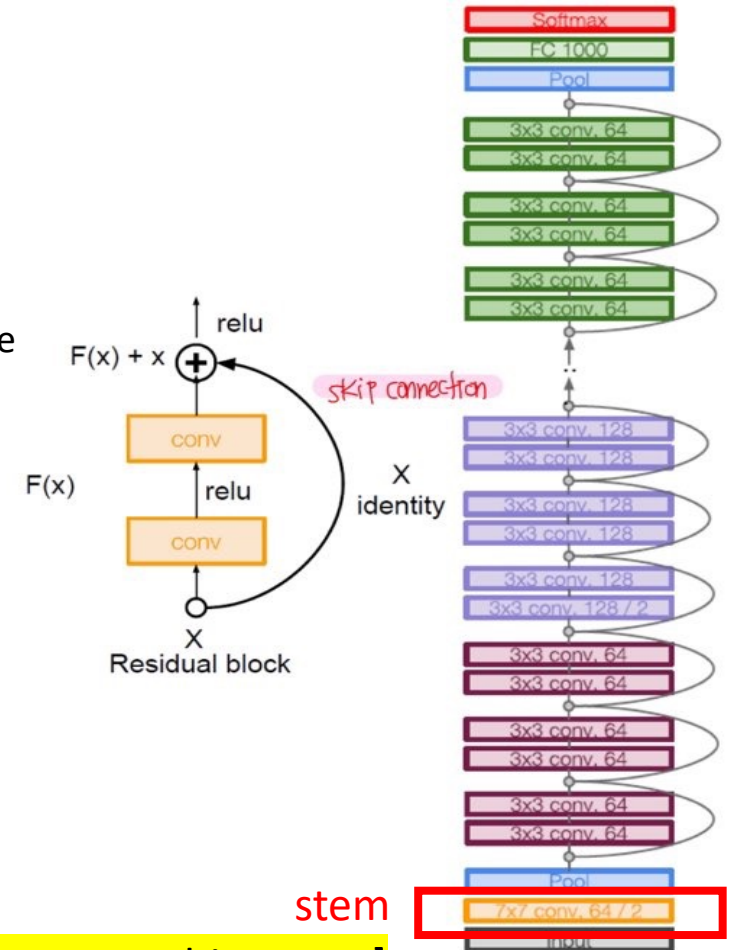 Softmax
FC 1000
Pool
3x3 conv, 64
3x3 conv, 64
3x3 conv, 64
3x3 conv, 64
3x3 conv, 64
3x3 conv, 64
..
3x3 conv, 128
3x3 conv, 128
3x3 conv, 128
3x3 conv, 128
3x3 conv, 128
3x3 conv, 128 / 2
3x3 conv, 64
3x3 conv, 64
3x3 conv, 64
3x3 conv, 64
3x3 conv, 64
3x3 conv, 64
Pool
7x7 conv, 64 / 2
Input
stem
e
relu
F(x) + x
+
skip connection
conv
F(x)
relu
X
identity
conv
X
Residual block